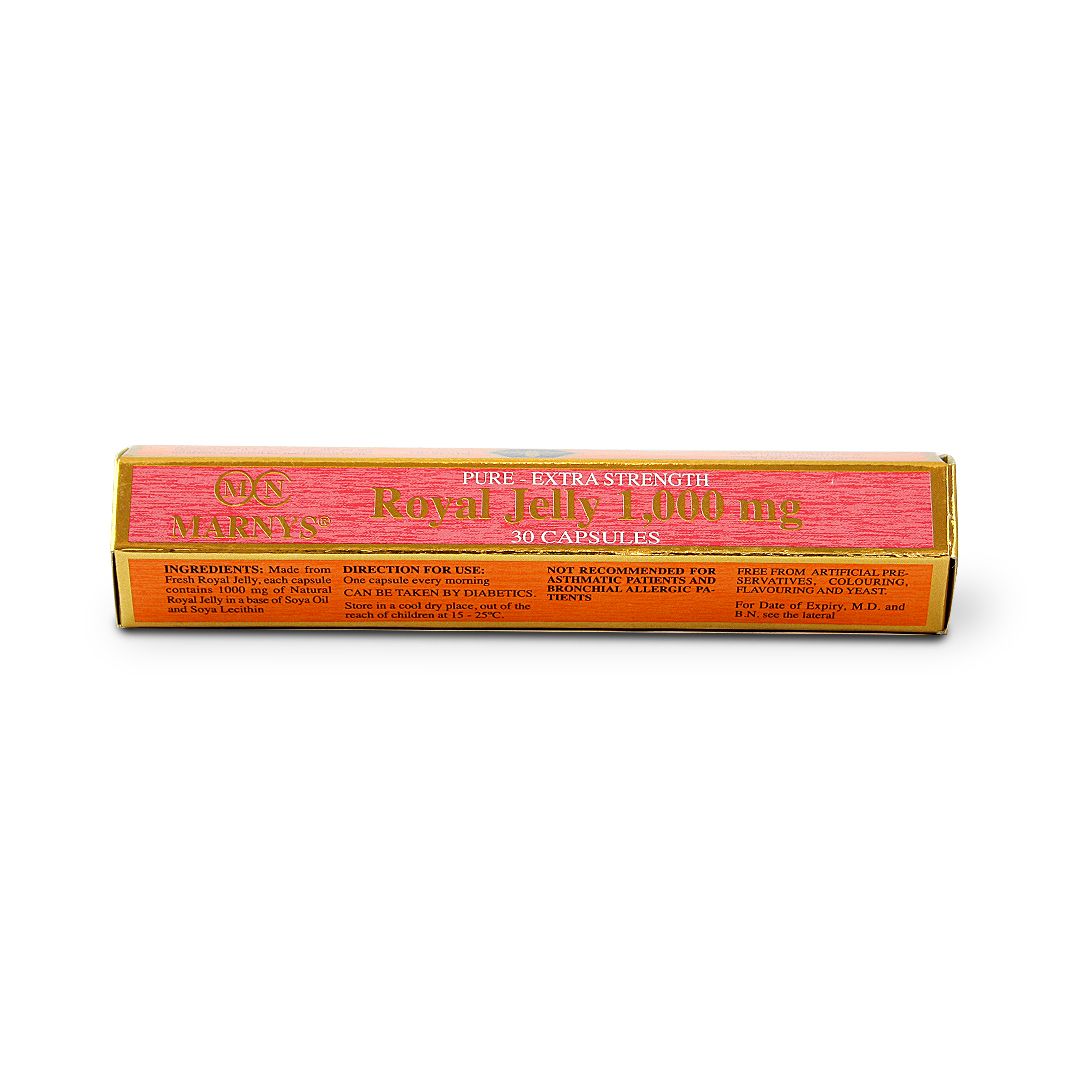 MN
MARNYS®
PURE - EXTRA STRENGTH
Royal Jelly 1,000 mg
30 CAPSULES
INGREDIENTS: Made from
Fresh Royal Jelly, each capsule
contains 1000 mg of Natural
Royal Jelly in a base of Soya Oil
and Soya Lecithin
DIRECTION FOR USE:
One capsule every morning
CAN BE TAKEN BY DIABETICS.
Store in a cool dry place, out of the
reach of children at 15 - 25ºC.
NOT RECOMMENDED FOR
ASTHMATIC PATIENTS AND
BRONCHIAL ALLERGIC PA-
TIENTS
FREE FROM ARTIFICIAL PRE-
SERVATIVES, COLOURING,
FLAVOURING AND YEAST.
For Date of Expiry, M.D. and
B.N. see the lateral